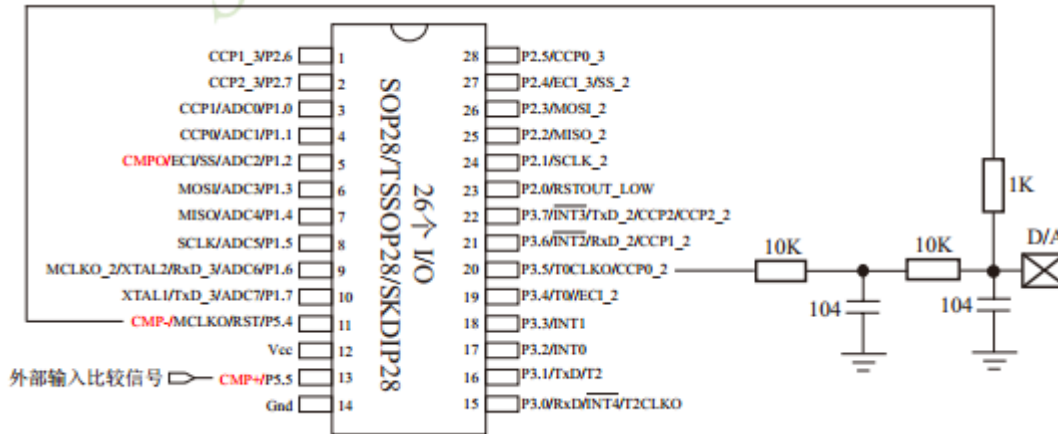 CCP1_3/P2.6
CCP2_3/P2.7
CCP1/ADC0/P1.0
CCP0/ADC1/P1.1
CMPO/ECI/SS/ADC2/P1.2
MOSI/ADC3/P1.3
MISO/ADC4/P1.4
SCLK/ADC5/P1.5
MCLKO_2/XTAL2/RxD_3/ADC6/P1.6
XTAL1/TxD_3/ADC7/P1.7
CMP-/MCLKO/RST/P5.4
Vcc
外部输入比较信号 CMP+/P5.5
Gnd
1
2
3
4
5
6
7
8
9
10
11
12
13
14
SOP28/TSSOP28/SKDIP28
26个 I/O
28 P2.5/CCP0_3
27 P2.4/ECI_3/SS_2
26 P2.3/MOSI_2
25 P2.2/MISO_2
24 P2.1/SCLK_2
23 P2.0/RSTOUT_LOW
22 P3.7/INT3/TxD_2/CCP2/CCP2_2
21 P3.6/INT2/RxD_2/CCP1_2
20 P3.5/T0CLKO/CCP0_2
19 P3.4/T0//ECI_2
18 P3.3/INT1
17 P3.2/INT0
16 P3.1/TxD/T2
15 P3.0/RxD/INT4/T2CLKO
1K
10K
10K
D/A
104
104